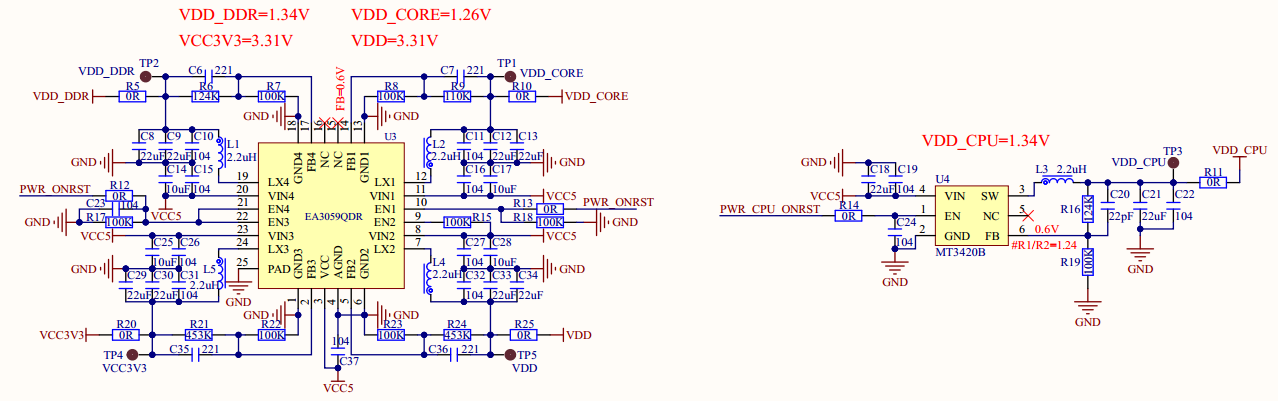 VDD_DDR=1.34V VDD_CORE=1.26V
VCC3V3=3.31V VDD=3.31V
VDD_DDR TP2 C6 221 C7 221 TP1 VDD_CORE
R5 R6 R7 FB=0.6V R8 R9 R10
VDD_DDR 0R 124K 100K 100K 110K 0R VDD_CORE
GND GND
18 17 16 15 14 13
U3
GND4 FB4 NC NC FB1 GND1
C8 C9 C10 L1 L2 C11 C12 C13
22uF 22uF 104 2.2uH 2.2uH 104 22uF 22uF
GND GND
C14 C15 C16 C17
10uF 104 104 10uF
19 LX4 LX1 12
20 VIN4 VIN1 11 VCC5
21 EN4 EN1 10
22 EN3 EN2 9
23 VIN3 VIN2 8
24 LX3 LX2 7
25 PAD
EA3059QDR
PWR_ONRST R12 0R
C23 104 VCC5
GND R17 100K
R13 0R PWR_ONRST
R15 100K R18 100K GND
VCC5 VCC5
C25 C26 C27 C28
10uF 104 104 10uF
GND GND
L5 2.2uH L4 2.2uH
C29 C30 C31 C32 C33 C34
22uF 22uF 104 104 22uF 22uF
GND
GND3 FB3 VCC AGND FB2 GND2
1 2 3 4 5 6
GND GND
R20 R21 R22 R23 R24 R25
VCC3V3 0R 453K 100K 100K 453K 0R VDD
TP4 C35 221 104 C36 221 TP5
VCC3V3 C37 VDD
VCC5
VDD_CPU=1.34V
GND C18 C19 U4 L3 2.2uH VDD_CPU TP3 VDD_CPU
22uF 104 R11
VCC5 4 VIN SW 3 0R
PWR_CPU_ONRST R14 0R 1 EN NC 5
C24 104 2 GND FB 6 0.6V
MT3420B #R1/R2=1.24
GND
R16 124K C20 C21 C22
22pF 22uF 104
R19 100K GND
GND